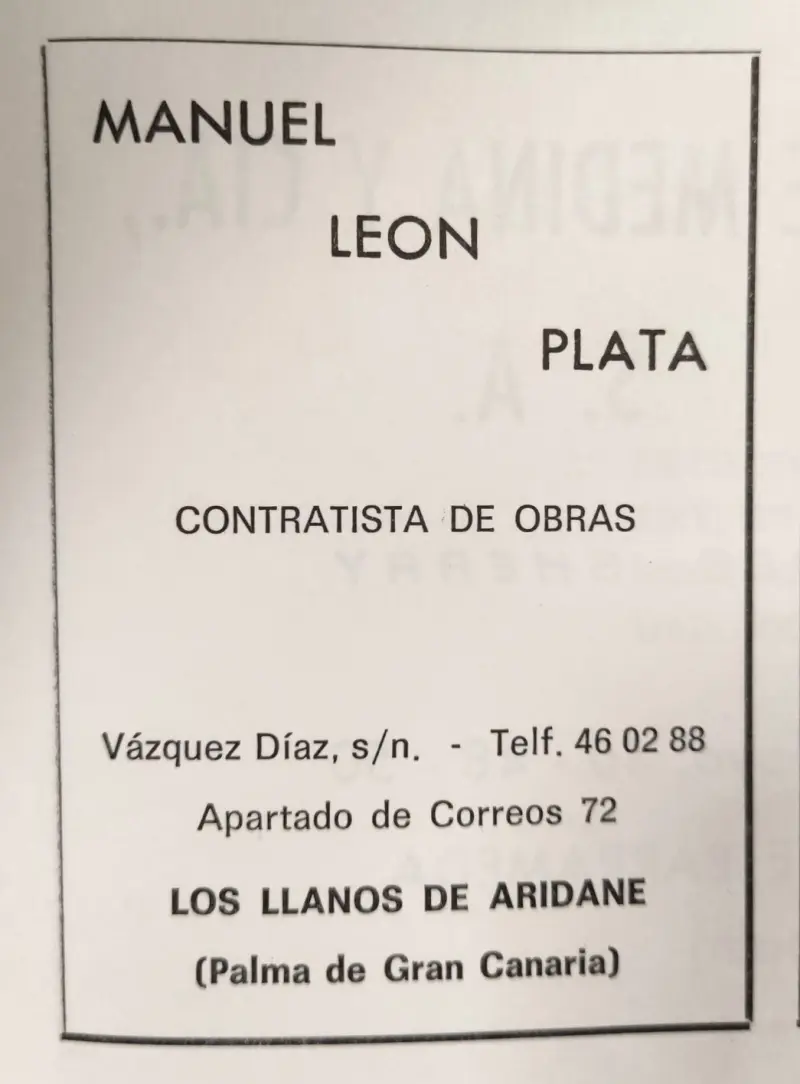 MANUEL
LEON
PLATA
CONTRATISTA DE OBRAS
Vázquez Díaz, s/n. - Telf. 46 02 88
Apartado de Correos 72
LOS LLANOS DE ARIDANE
(Palma de Gran Canaria)